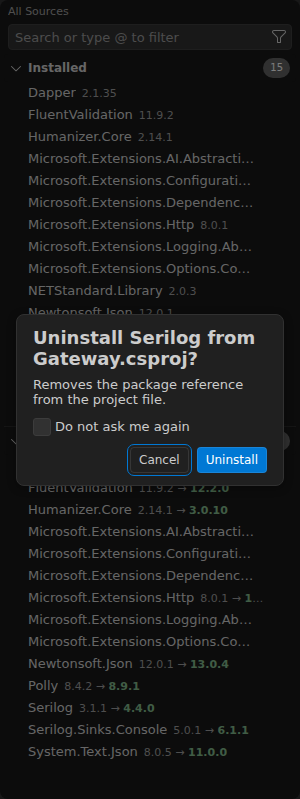 All Sources
Search or type @ to filter
Installed 15
Dapper 2.1.35
FluentValidation 11.9.2
Humanizer.Core 2.14.1
Microsoft.Extensions.AI.Abstracti...
Microsoft.Extensions.Configurati...
Microsoft.Extensions.Dependenc...
Microsoft.Extensions.Http 8.0.1
Microsoft.Extensions.Logging.Ab...
Microsoft.Extensions.Options.Co...
NETStandard.Library 2.0.3
Newtonsoft.Json 12.0.1
Uninstall Serilog from
Gateway.csproj?
Removes the package reference
from the project file.
Do not ask me again
Cancel Uninstall
FluentValidation 11.9.2 → 12.2.0
Humanizer.Core 2.14.1 → 3.0.10
Microsoft.Extensions.AI.Abstracti...
Microsoft.Extensions.Configurati...
Microsoft.Extensions.Dependenc...
Microsoft.Extensions.Http 8.0.1 → 1...
Microsoft.Extensions.Logging.Ab...
Microsoft.Extensions.Options.Co...
Newtonsoft.Json 12.0.1 → 13.0.4
Polly 8.4.2 → 8.9.1
Serilog 3.1.1 → 4.4.0
Serilog.Sinks.Console 5.0.1 → 6.1.1
System.Text.Json 8.0.5 → 11.0.0